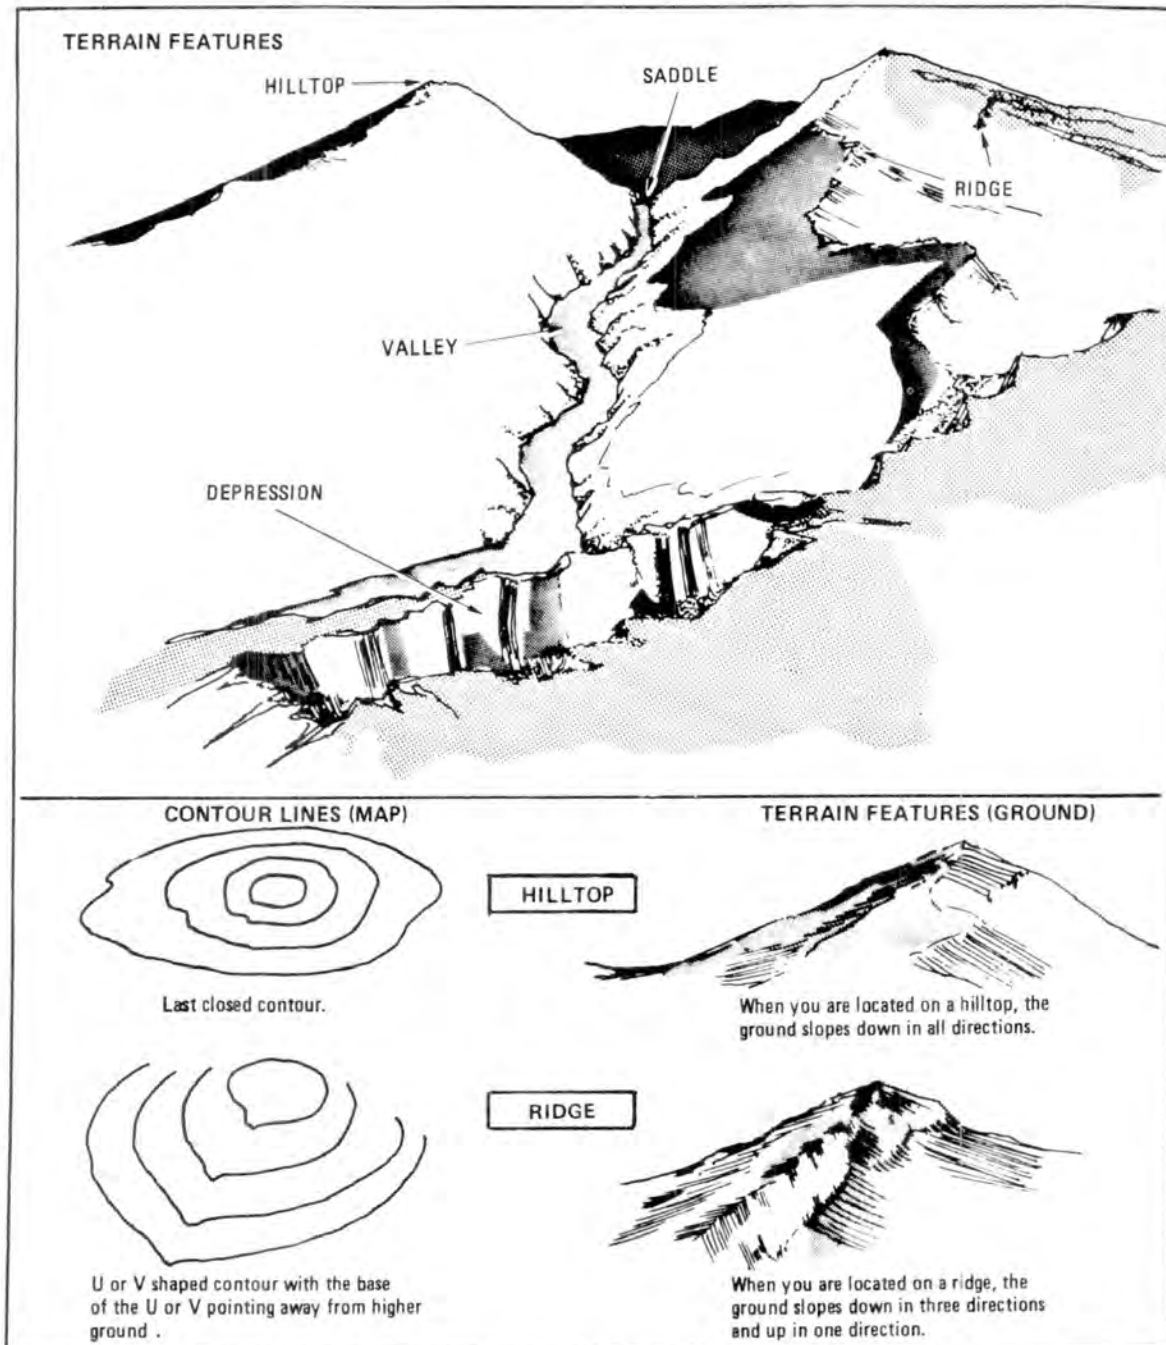 TERRAIN FEATURES
HILLTOP
SADDLE
RIDGE
VALLEY
DEPRESSION
CONTOUR LINES (MAP)
TERRAIN FEATURES (GROUND)
HILLTOP
Last closed contour.
When you are located on a hilltop, the
ground slopes down in all directions.
RIDGE
U or V shaped contour with the base
of the U or V pointing away from higher
ground .
When you are located on a ridge, the
ground slopes down in three directions
and up in one direction.